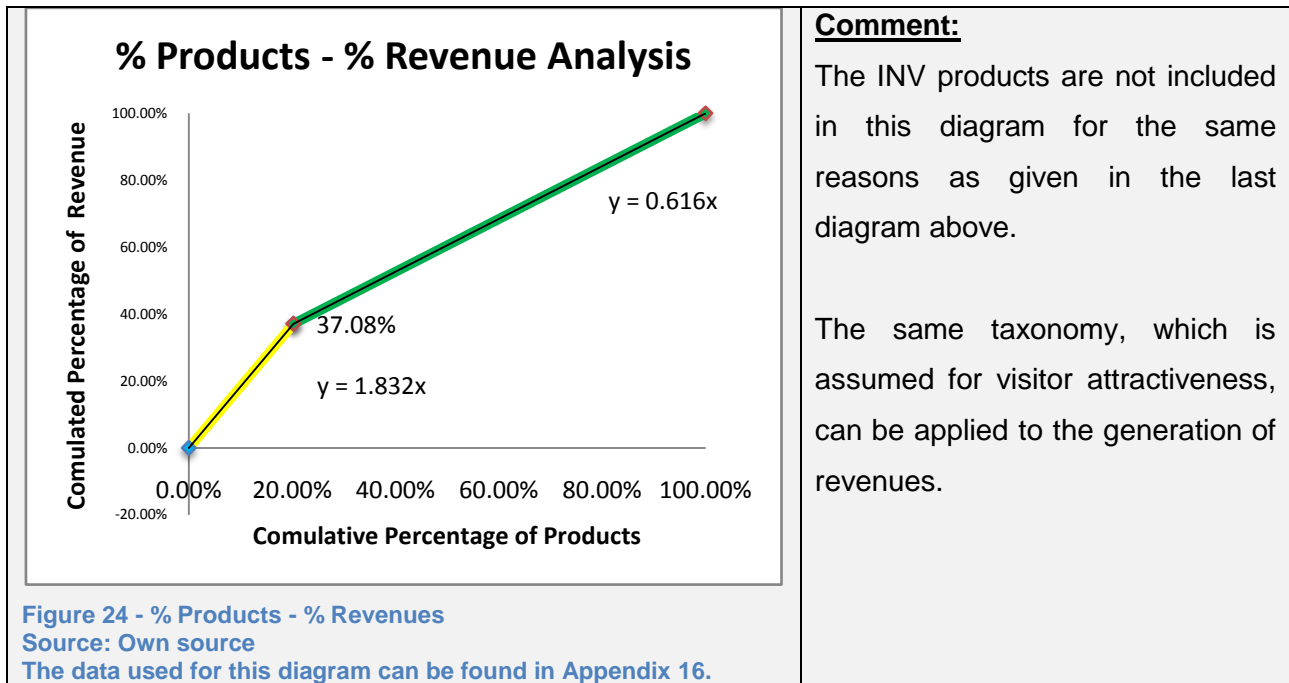 % Products - % Revenue Analysis
Comulated Percentage of Revenue
100.00%
80.00%
60.00%
40.00%
20.00%
0.00%
-20.00%
y = 0.616x
37.08%
y = 1.832x
0.00% 20.00% 40.00% 60.00% 80.00% 100.00%
Comulative Percentage of Products
Figure 24 - % Products - % Revenues
Source: Own source
The data used for this diagram can be found in Appendix 16.
Comment:
The INV products are not included
in this diagram for the same
reasons as given in the last
diagram above.
The same taxonomy, which is
assumed for visitor attractiveness,
can be applied to the generation of
revenues.